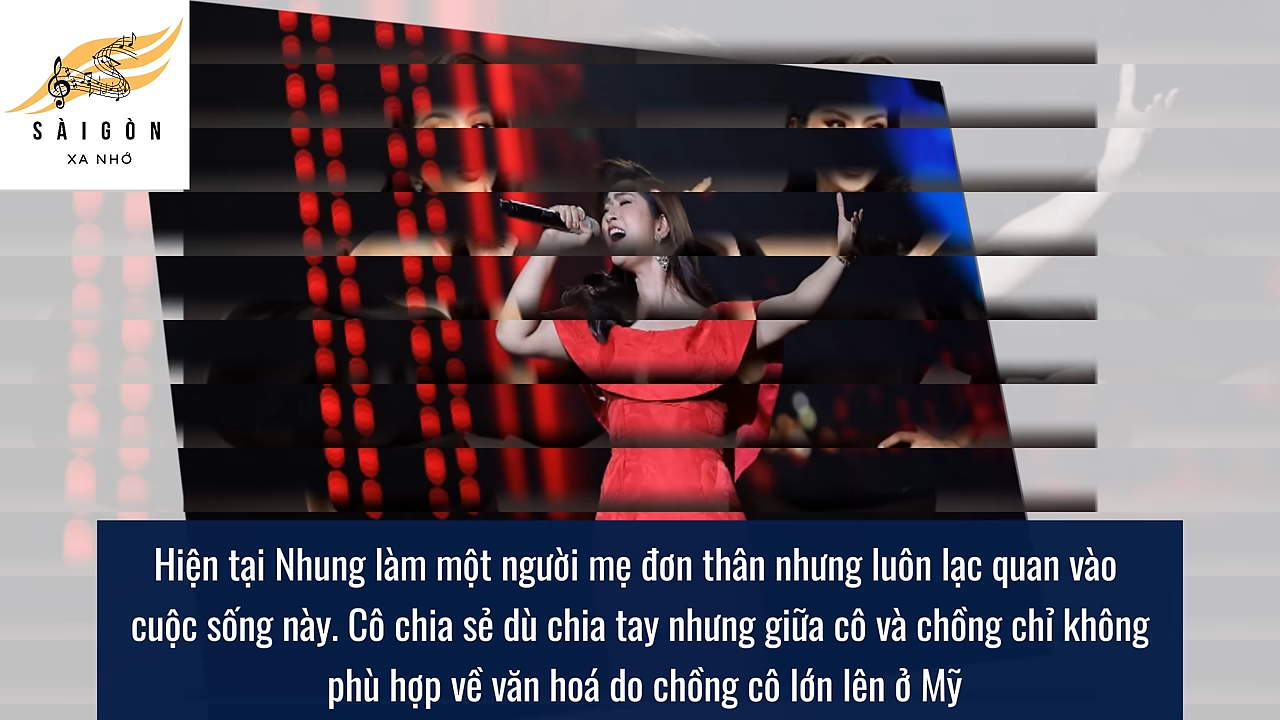 SÀIGÒN
XA NHỚ
Hiện tại Nhung làm một người mẹ đơn thân nhưng luôn lạc quan vào
cuộc sống này. Cô chia sẻ dù chia tay nhưng giữa cô và chồng chỉ không
phù hợp về văn hoá do chồng cô lớn lên ở Mỹ